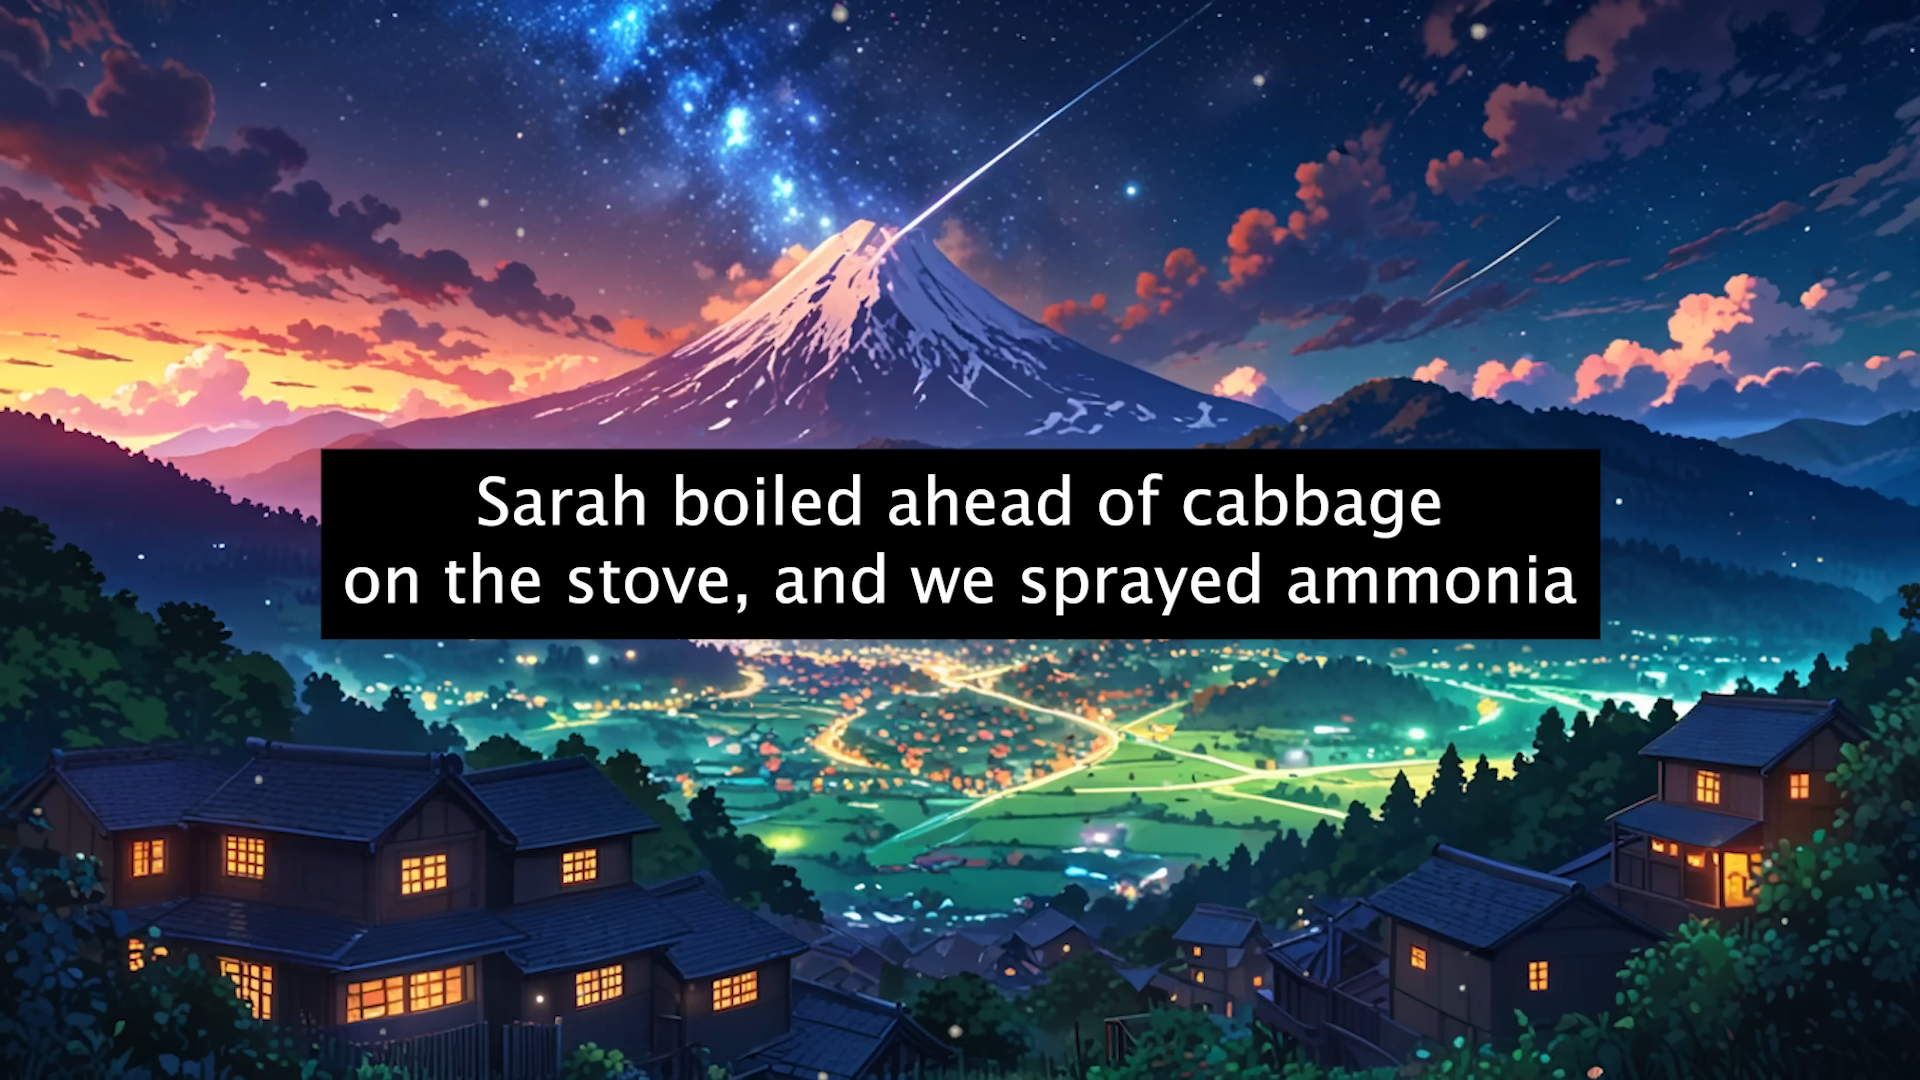 Sarah boiled ahead of cabbage
on the stove, and we sprayed ammonia